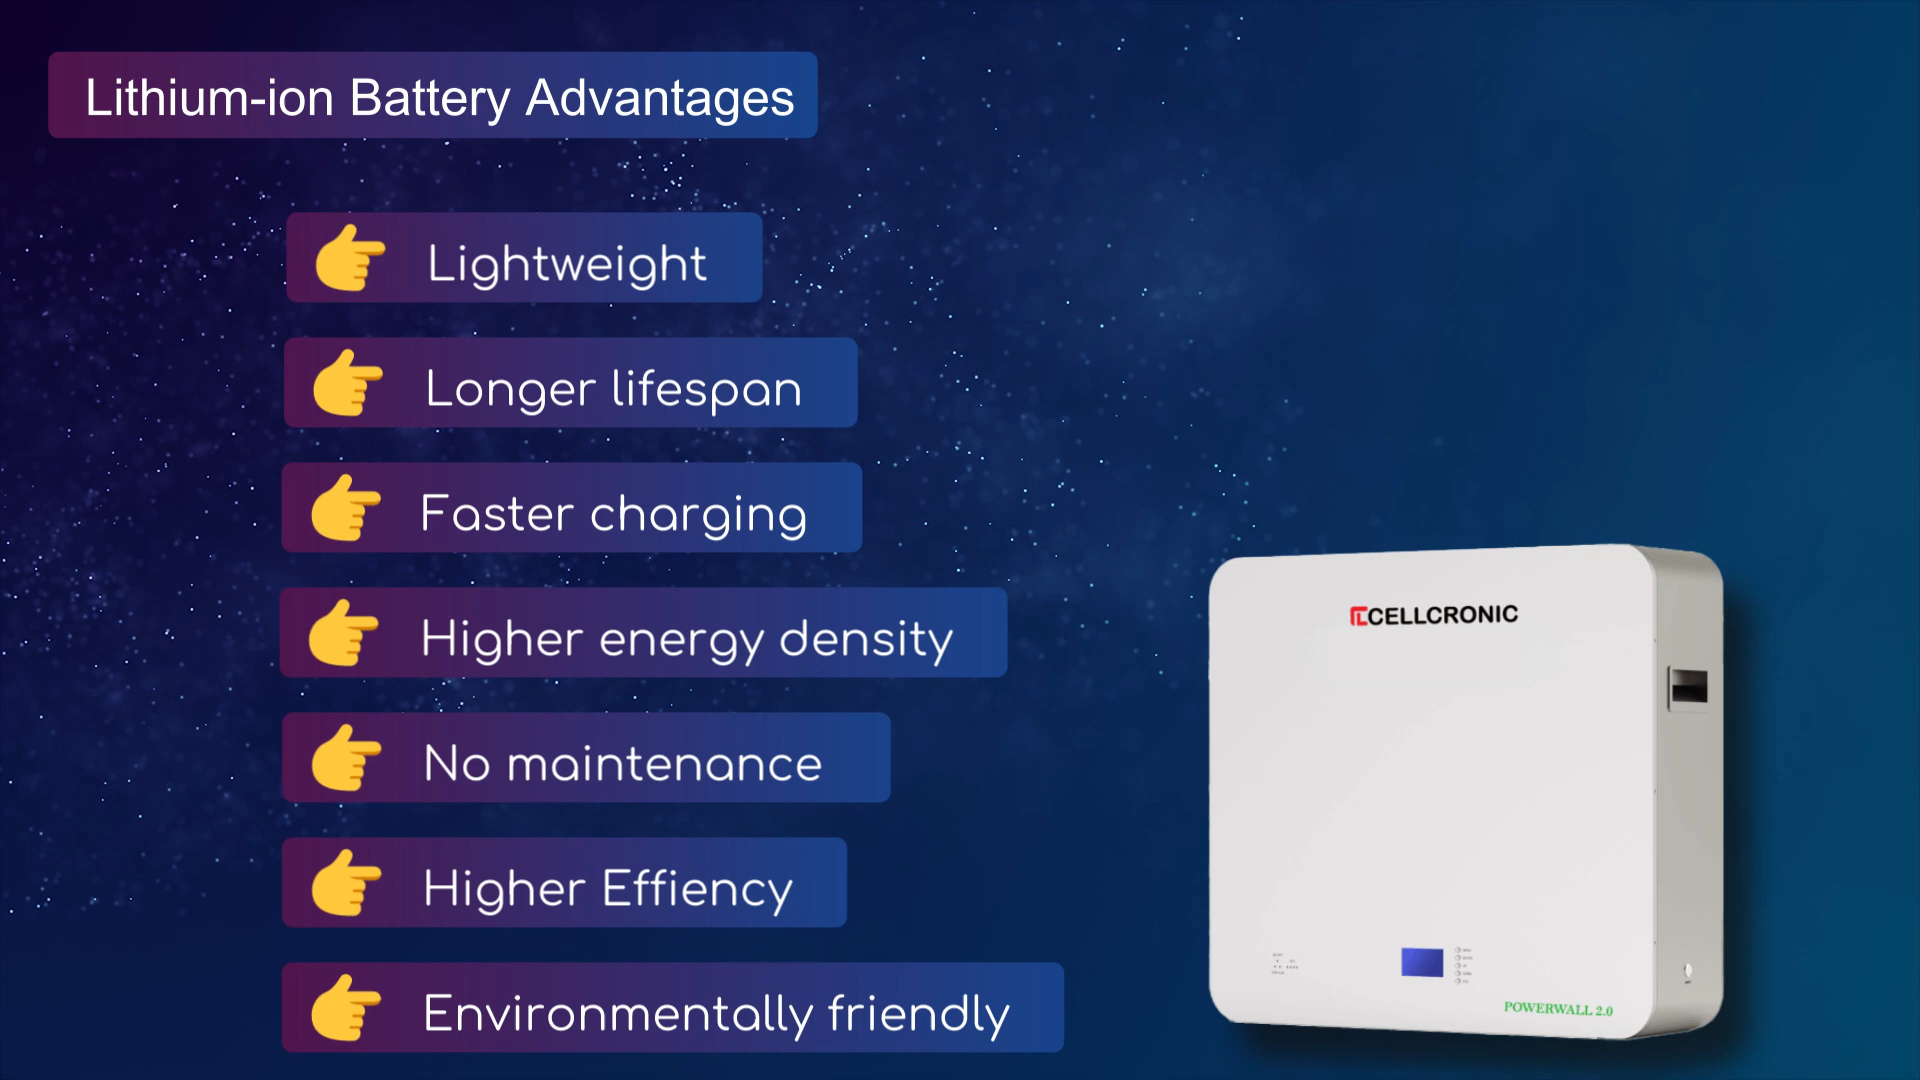 Lithium-ion Battery Advantages
Lightweight
Longer lifespan
Faster charging
Higher energy density
No maintenance
Higher Effiency
Environmentally friendly
CELLCRONIC
POWERWALL 2.0